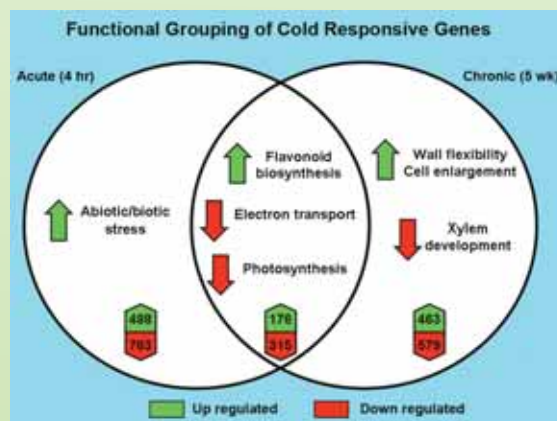 Functional Grouping of Cold Responsive Genes
Acute (4 hr)
Chronic (5 wk)
Abiotic/biotic
stress
Flavonoid
biosynthesis
Electron transport
Photosynthesis
Wall flexibility
Cell enlargement
Xylem
development
488
763
176
315
463
579
Up regulated
Down regulated